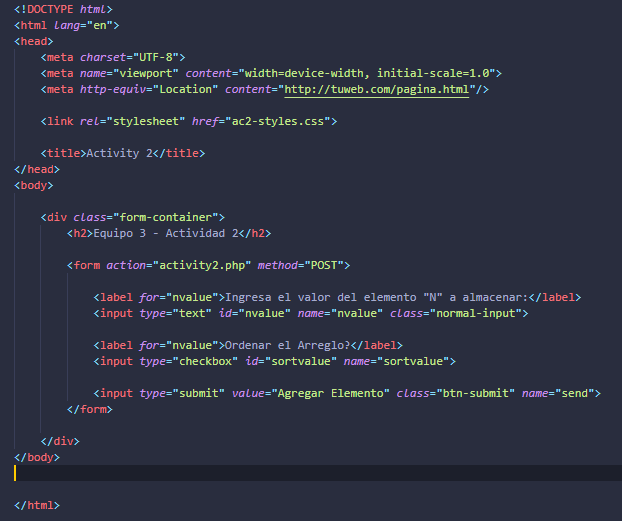 <!DOCTYPE html>
<html lang="en">
<head>
    <meta charset="UTF-8">
    <meta name="viewport" content="width=device-width, initial-scale=1.0">
    <meta http-equiv="Location" content="http://tuweb.com/pagina.html"/>
    <link rel="stylesheet" href="ac2-styles.css">
    <title>Activity 2</title>
</head>
<body>
    <div class="form-container">
        <h2>Equipo 3 - Actividad 2</h2>
        <form action="activity2.php" method="POST">
            <label for="nvalue">Ingresa el valor del elemento "N" a almacenar:</label>
            <input type="text" id="nvalue" name="nvalue" class="normal-input">
            <label for="nvalue">Ordenar el Arreglo?</label>
            <input type="checkbox" id="sortvalue" name="sortvalue">
            <input type="submit" value="Agregar Elemento" class="btn-submit" name="send">
        </form>
    </div>
</body>
</html>